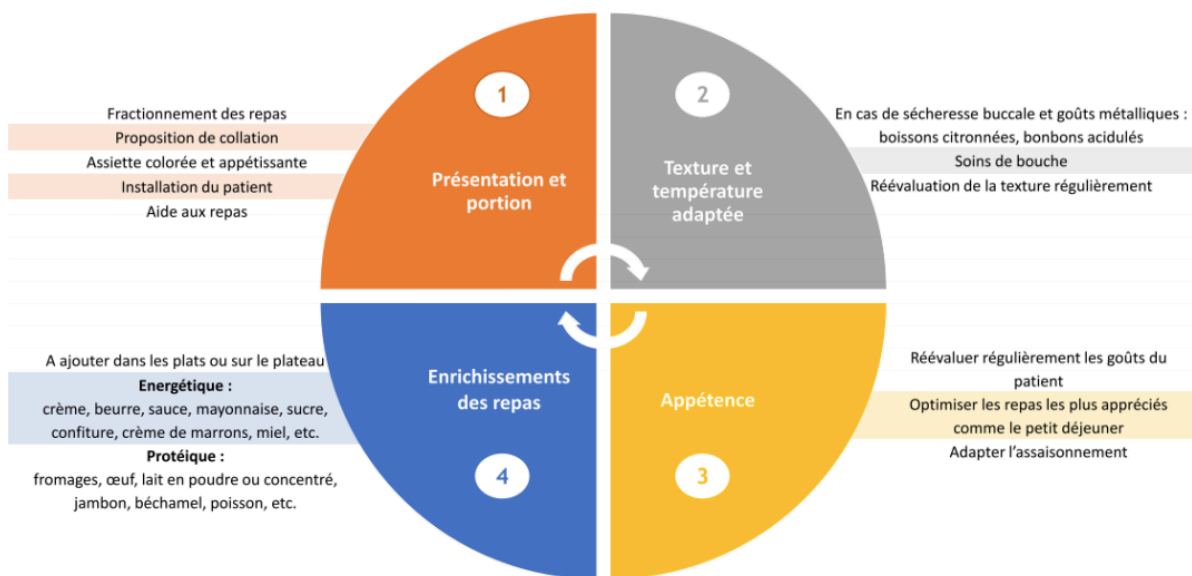 1
Présentation et
portion
Fractionnement des repas
Proposition de collation
Assiette colorée et appétissante
Installation du patient
Aide aux repas
2
Texture et
température
adaptée
En cas de sécheresse buccale et goûts métalliques :
boissons citronnées, bonbons acidulés
Soins de bouche
Réévaluation de la texture régulièrement
Appétence
3
Réévaluer régulièrement les goûts du
patient
Optimiser les repas les plus appréciés
comme le petit déjeuner
Adapter l’assaisonnement
Enrichissements
des repas
4
A ajouter dans les plats ou sur le plateau
Energétique :
crème, beurre, sauce, mayonnaise, sucre,
confiture, crème de marrons, miel, etc.
Protéique :
fromages, œuf, lait en poudre ou concentré,
jambon, béchamel, poisson, etc.